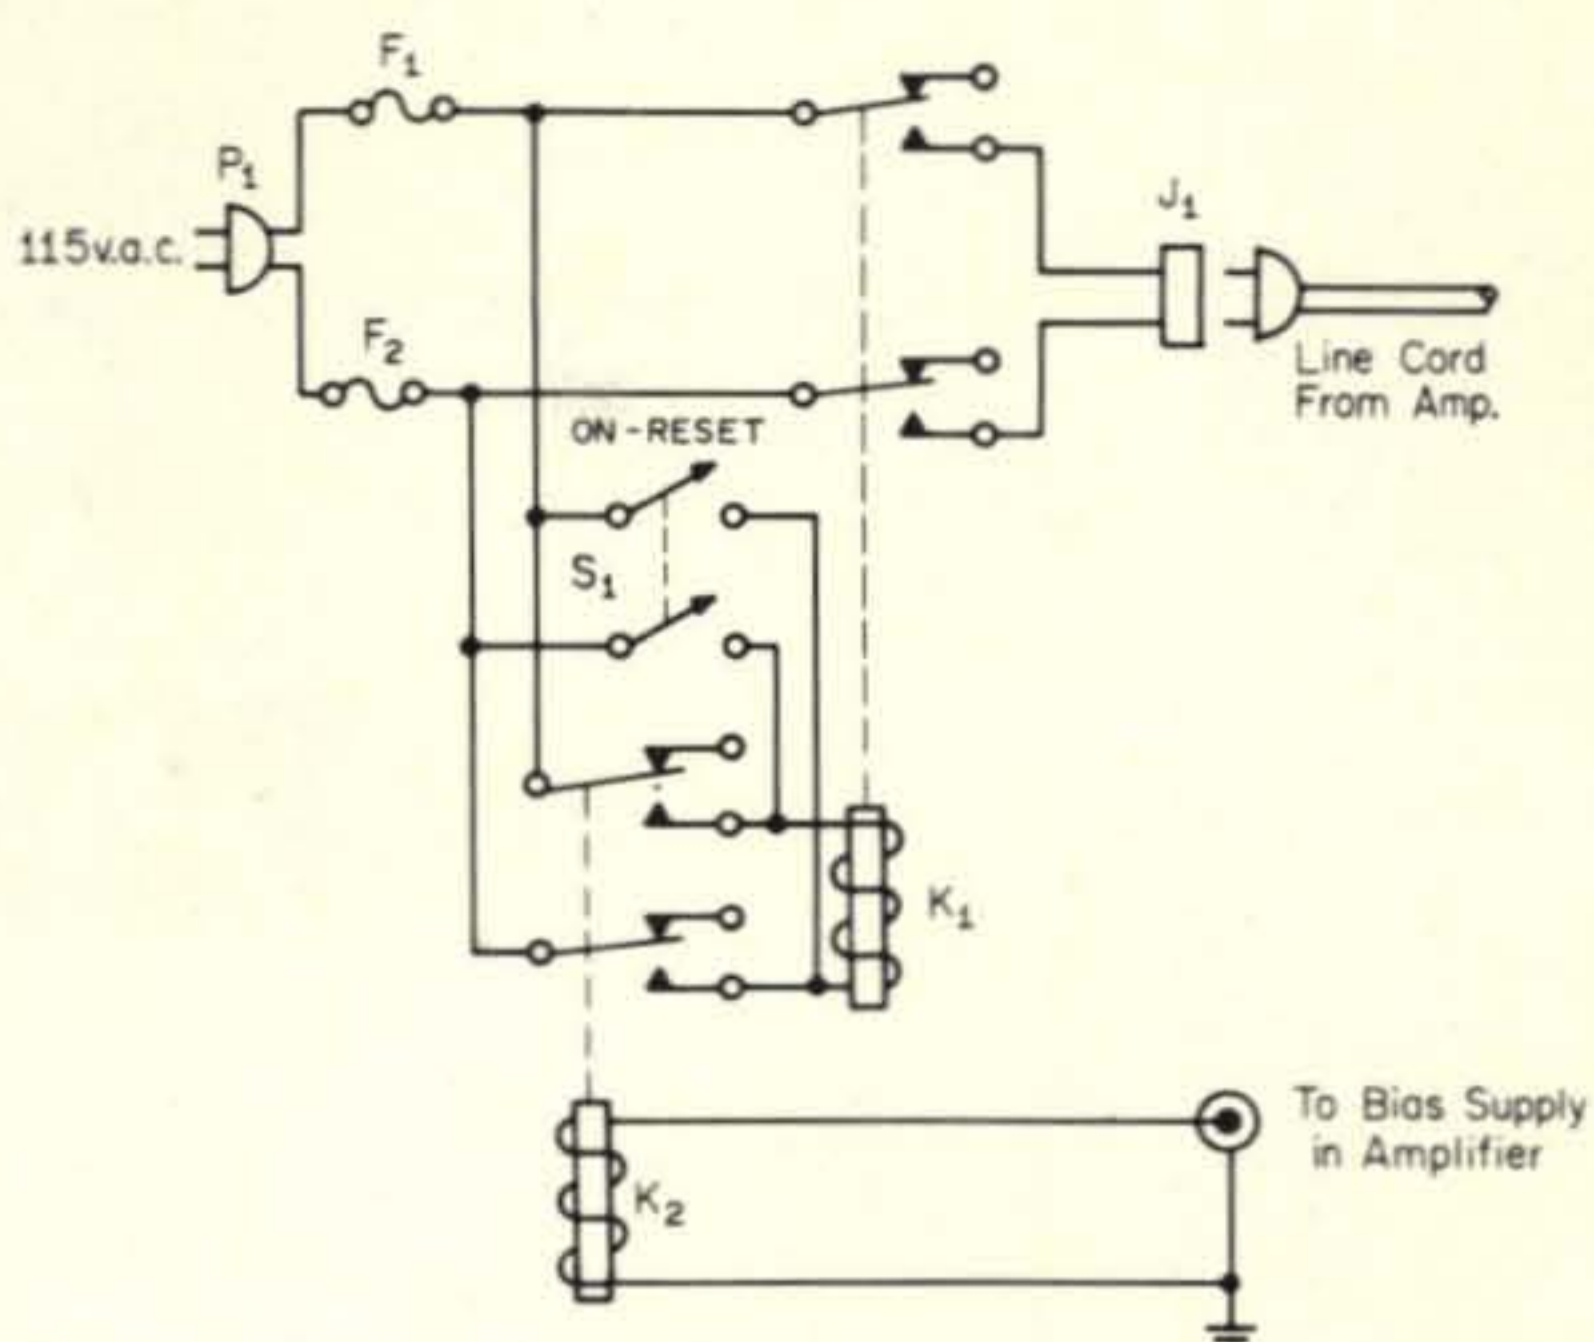 F1
P1
115v.a.c.
J1
F2
Line Cord
From Amp.
ON-RESET
S1
K1
To Bias Supply
in Amplifier
K2